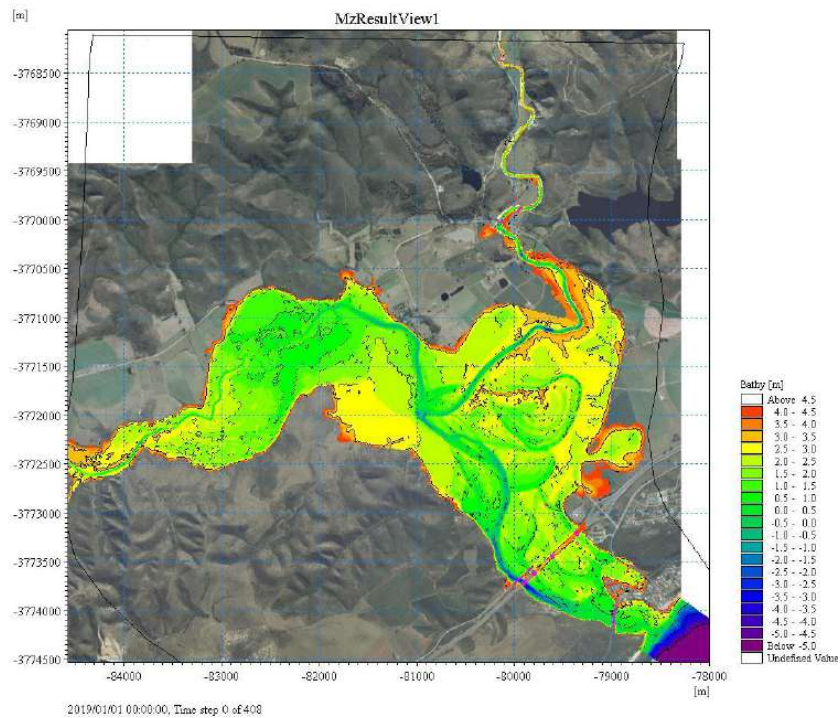 [m]
MzResultView1
-3768500
-3769000
-3769500
-3770000
-3770500
-3771000
-3771500
-3772000
-3772500
-3773000
-3773500
-3774000
-3774500
-84000 -83000 -82000 -81000 -80000 -79000 -78000
[m]
Bathy [m]
Above 4.5
4.0 - 4.5
3.5 - 4.0
3.0 - 3.5
2.5 - 3.0
2.0 - 2.5
1.5 - 2.0
1.0 - 1.5
0.5 - 1.0
0.0 - 0.5
-0.5 - 0.0
-1.0 - -0.5
-1.5 - -1.0
-2.0 - -1.5
-2.5 - -2.0
-3.0 - -2.5
-3.5 - -3.0
-4.0 - -3.5
-4.5 - -4.0
-5.0 - -4.5
Below -5.0
Undefined Value
2019/01/01 00:00:00, Time step 0 of 408